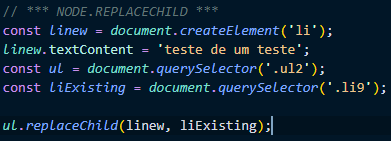 // *** NODE.REPLACECHILD ***
const linew = document.createElement('li');
linew.textContent = 'teste de um teste';
const ul = document.querySelector('.ul2');
const liExisting = document.querySelector('.li9');
ul.replaceChild(linew, liExisting);